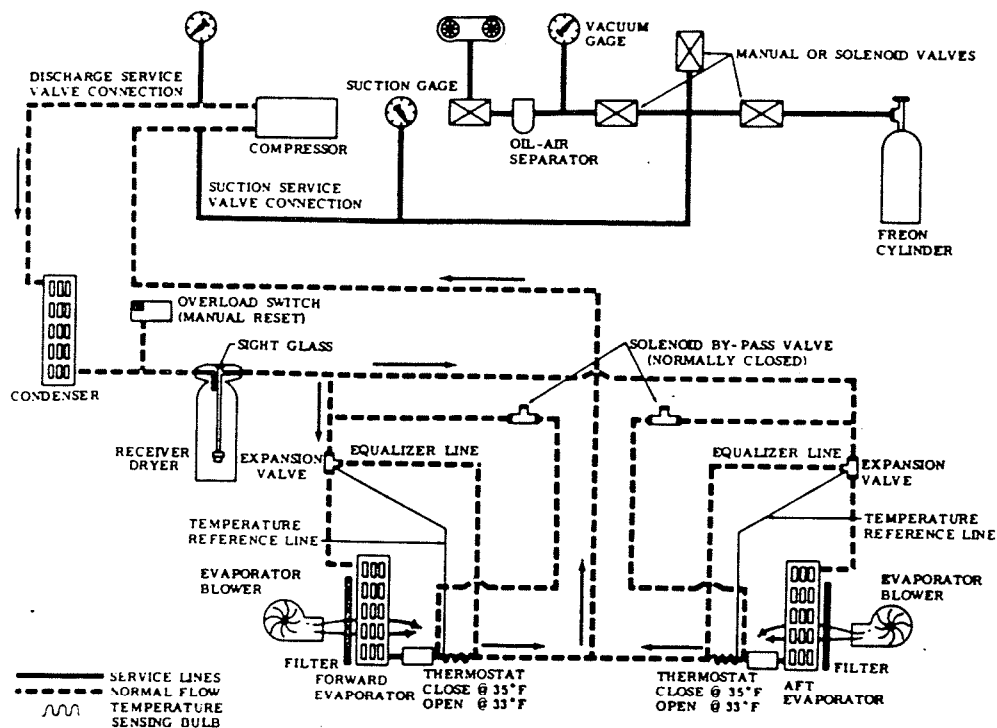 VACUUM
GAGE
MANUAL OR SOLENOID VALVES
DISCHARGE SERVICE
VALVE CONNECTION
SUCTION GAGE
COMPRESSOR
OIL-AIR
SEPARATOR
SUCTION SERVICE
VALVE CONNECTION
FREON
CYLINDER
OVERLOAD SWITCH
(MANUAL RESET)
SIGHT GLASS
SOLENOID BY-PASS VALVE
(NORMALLY CLOSED)
CONDENSER
RECEIVER
DRYER
EXPANSION
VALVE
EQUALIZER LINE
EQUALIZER LINE
EXPANSION
VALVE
TEMPERATURE
REFERENCE LINE
TEMPERATURE
REFERENCE LINE
EVAPORATOR
BLOWER
EVAPORATOR
BLOWER
FILTER
FORWARD
EVAPORATOR
THERMOSTAT
CLOSE @ 35°F
OPEN @ 33°F
THERMOSTAT
CLOSE @ 35°F
OPEN @ 33°F
AFT
EVAPORATOR
FILTER
SERVICE LINES
NORMAL FLOW
TEMPERATURE
SENSING BULB